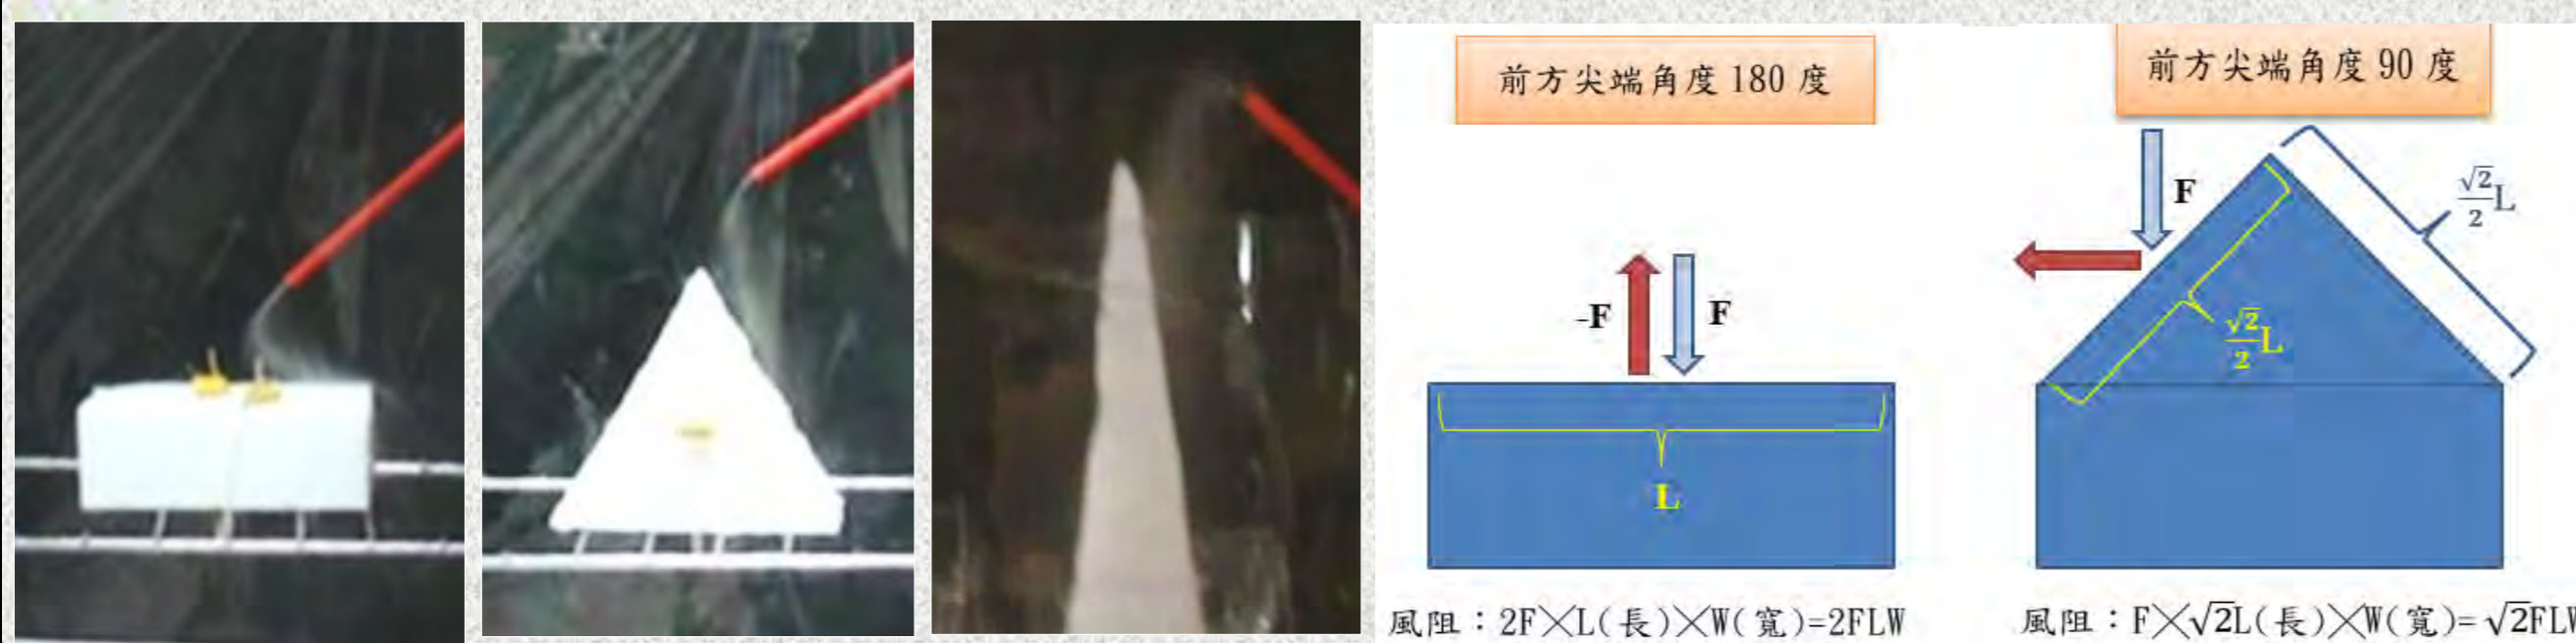 前方尖端角度 180 度
-F
F
L
風阻：2F×L(長)×W(寬)=2FLW
前方尖端角度 90 度
F
√2/2 L
√2/2 L
風阻：F×√2L(長)×W(寬)= √2FLW